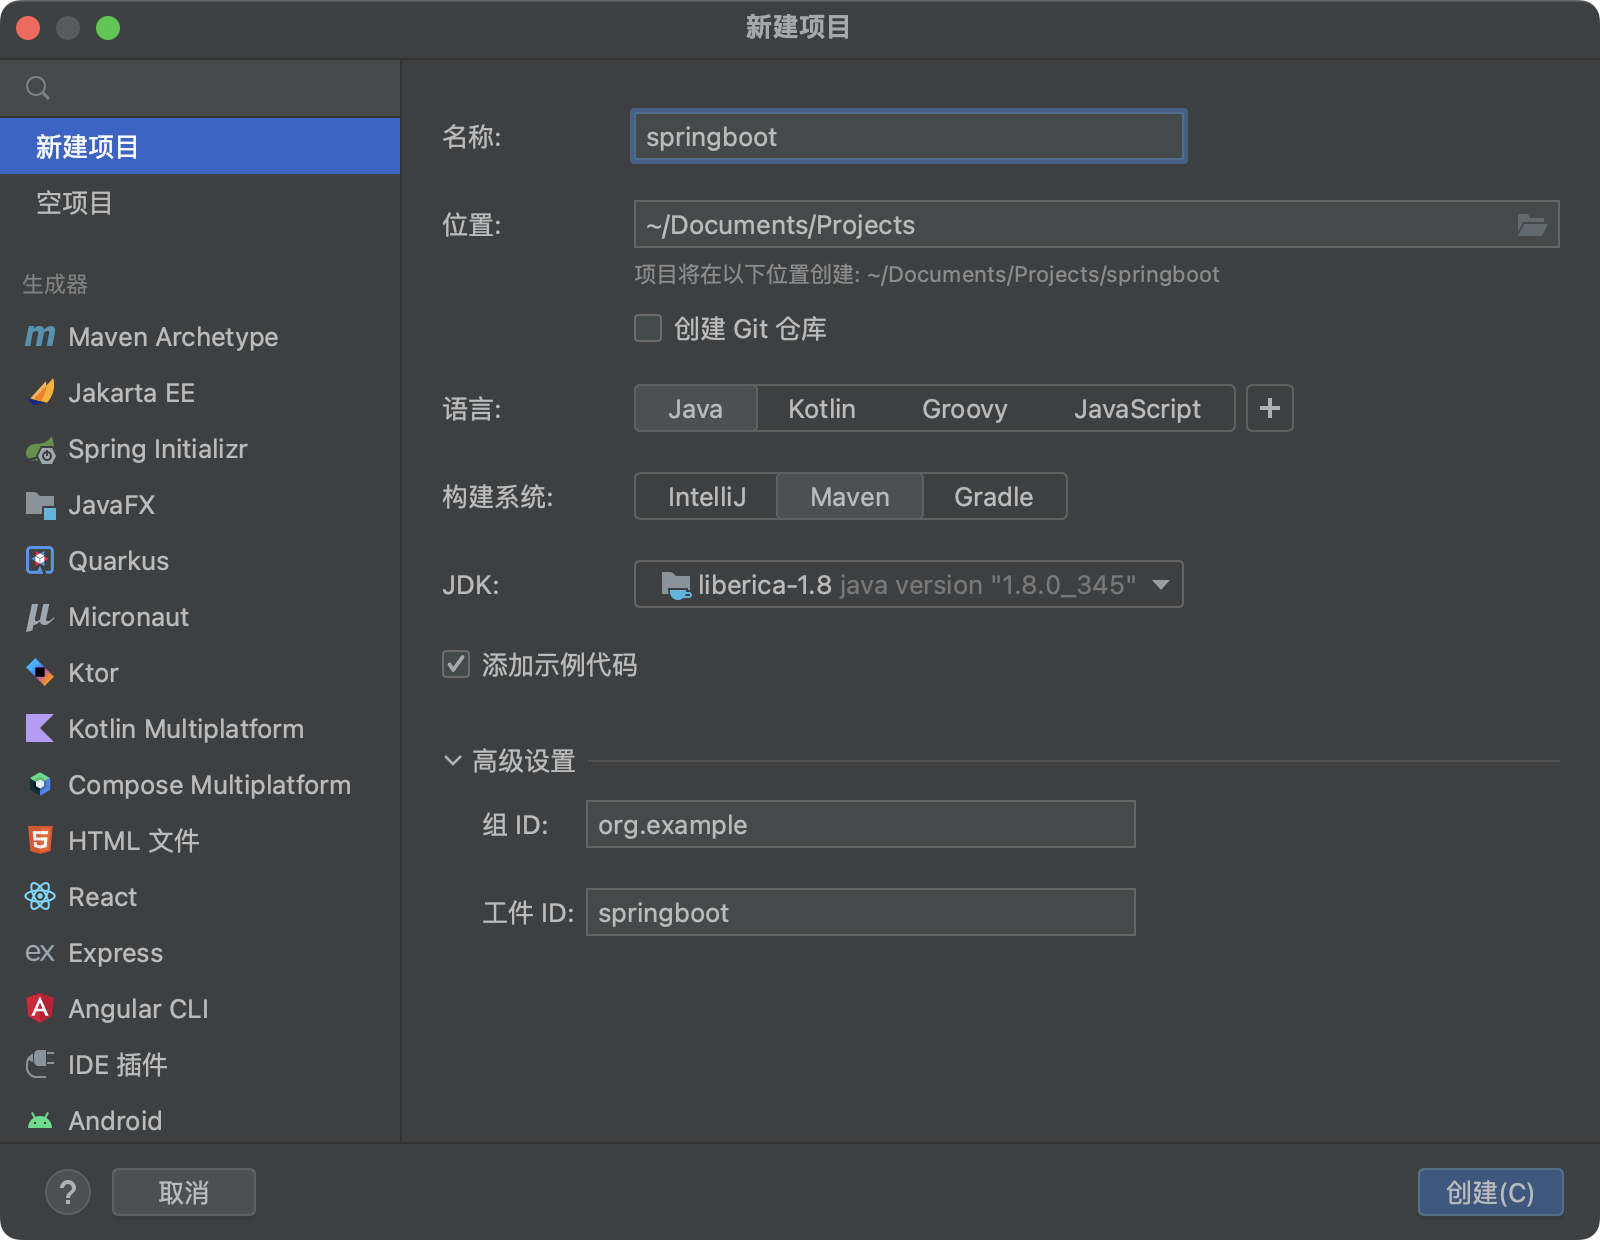 新建项目
新建项目
空项目
生成器
Maven Archetype
Jakarta EE
Spring Initializr
JavaFX
Quarkus
Micronaut
Ktor
Kotlin Multiplatform
Compose Multiplatform
HTML 文件
React
ex Express
Angular CLI
IDE 插件
Android
名称: springboot
位置: ~/Documents/Projects
项目将在以下位置创建: ~/Documents/Projects/springboot
创建 Git 仓库
语言: Java Kotlin Groovy JavaScript +
构建系统: IntelliJ Maven Gradle
JDK: liberica-1.8 java version "1.8.0_345"
添加示例代码
高级设置
组 ID: org.example
工件 ID: springboot
? 取消 创建(C)